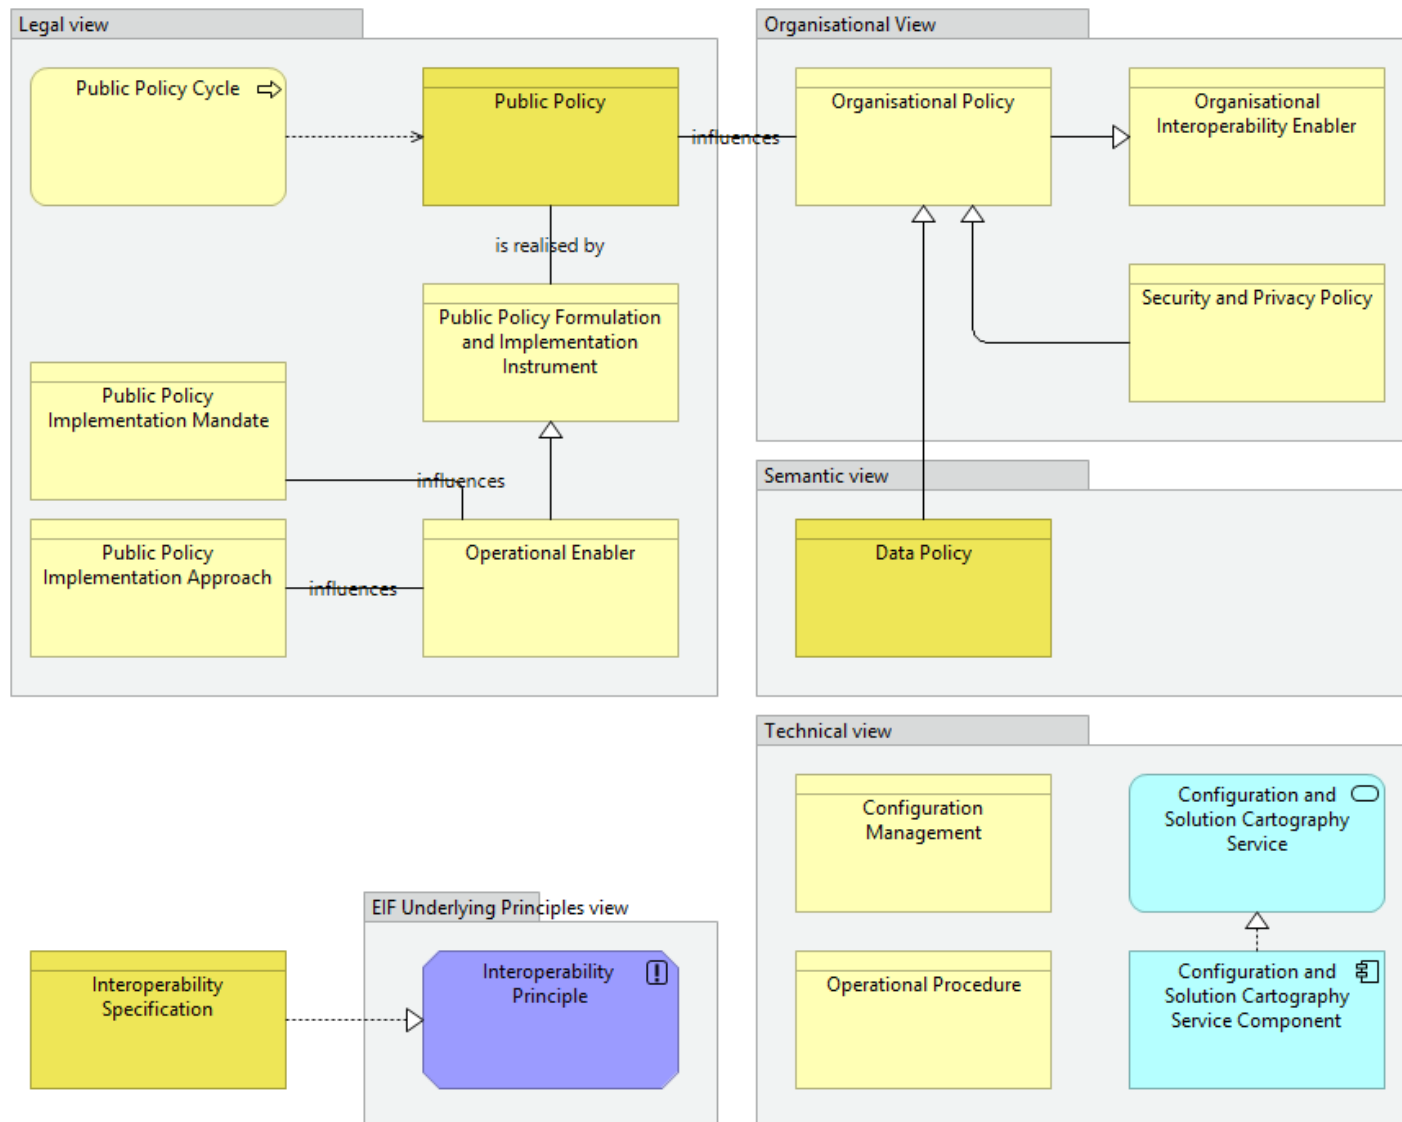 Legal view
Public Policy Cycle
Public Policy
is realised by
Public Policy Formulation
and Implementation
Instrument
Public Policy
Implementation Mandate
influences
Public Policy
Implementation Approach
influences
Operational Enabler
influences
Organisational View
Organisational Policy
Organisational
Interoperability Enabler
Security and Privacy Policy
Semantic view
Data Policy
Technical view
Configuration
Management
Configuration and
Solution Cartography
Service
Operational Procedure
Configuration and
Solution Cartography
Service Component
EIF Underlying Principles view
Interoperability
Specification
Interoperability
Principle